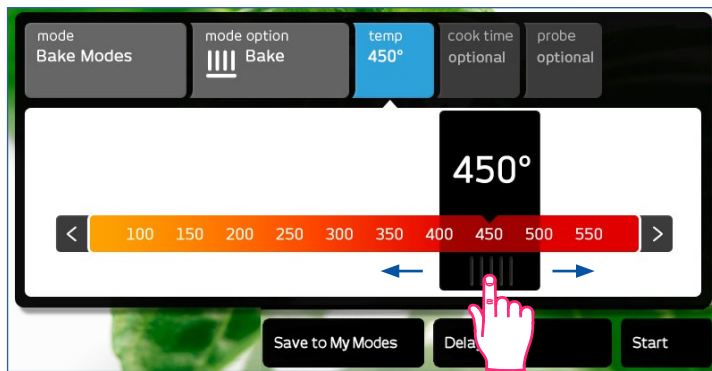 mode
Bake Modes
mode option
Bake
temp
450°
cook time
optional
probe
optional
450°
< 100 150 200 250 300 350 400 450 500 550 >
Save to My Modes
Start